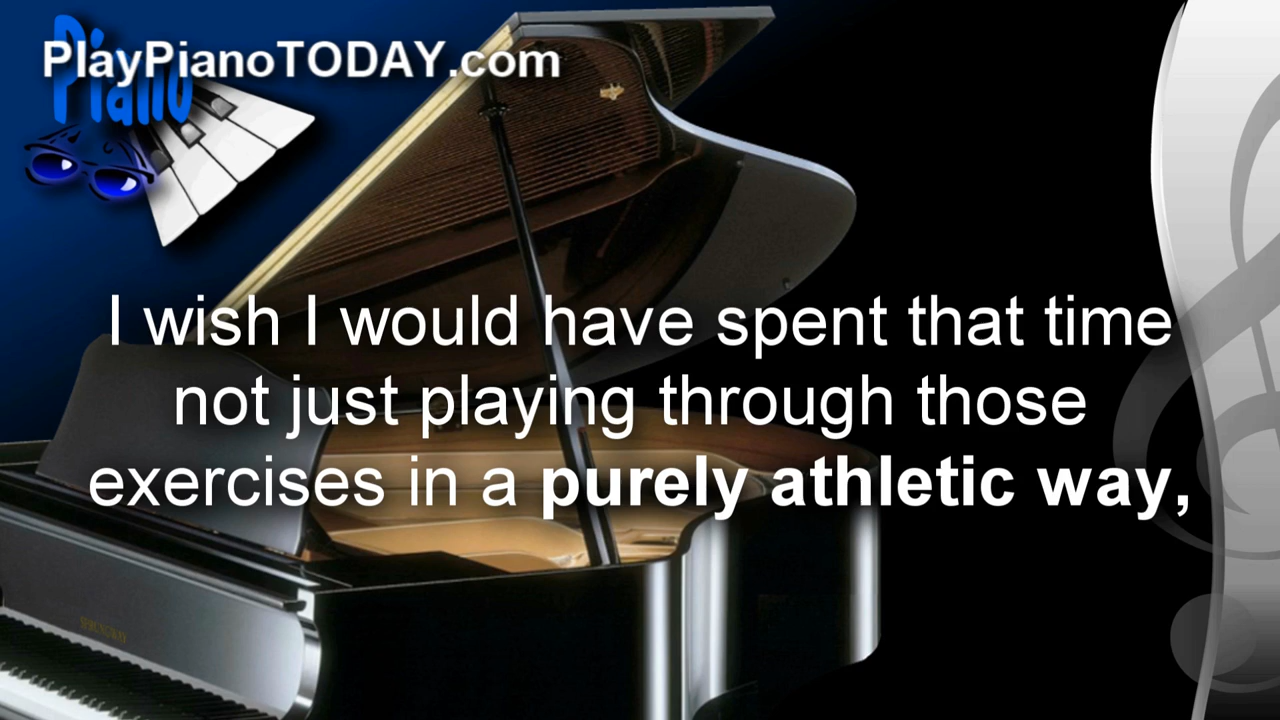 PlayPianoTODAY.com
Piano
I wish I would have spent that time
not just playing through those
exercises in a purely athletic way,